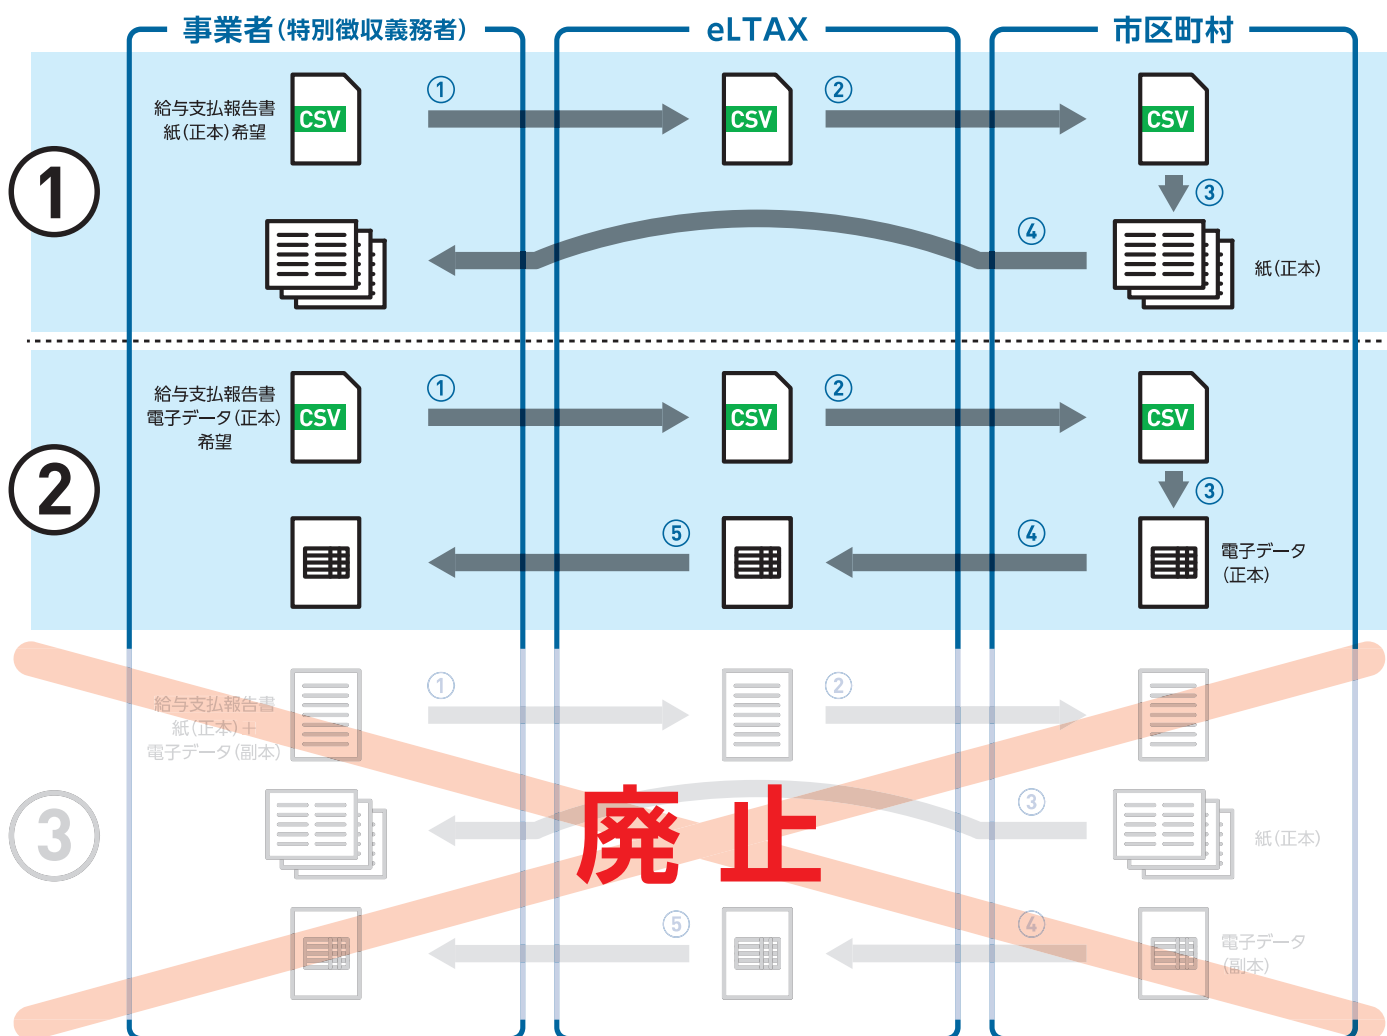 事業者(特別徴収義務者)
eLTAX
市区町村
1
給与支払報告書
紙(正本)希望
CSV
①
CSV
②
CSV
③
④
紙(正本)
2
給与支払報告書
電子データ(正本)
希望
CSV
①
CSV
②
CSV
③
④
⑤
電子データ
(正本)
3
給与支払報告書
紙(正本)+
電子データ(副本)
①
②
③
紙(正本)
廃止
④
⑤
電子データ
(副本)